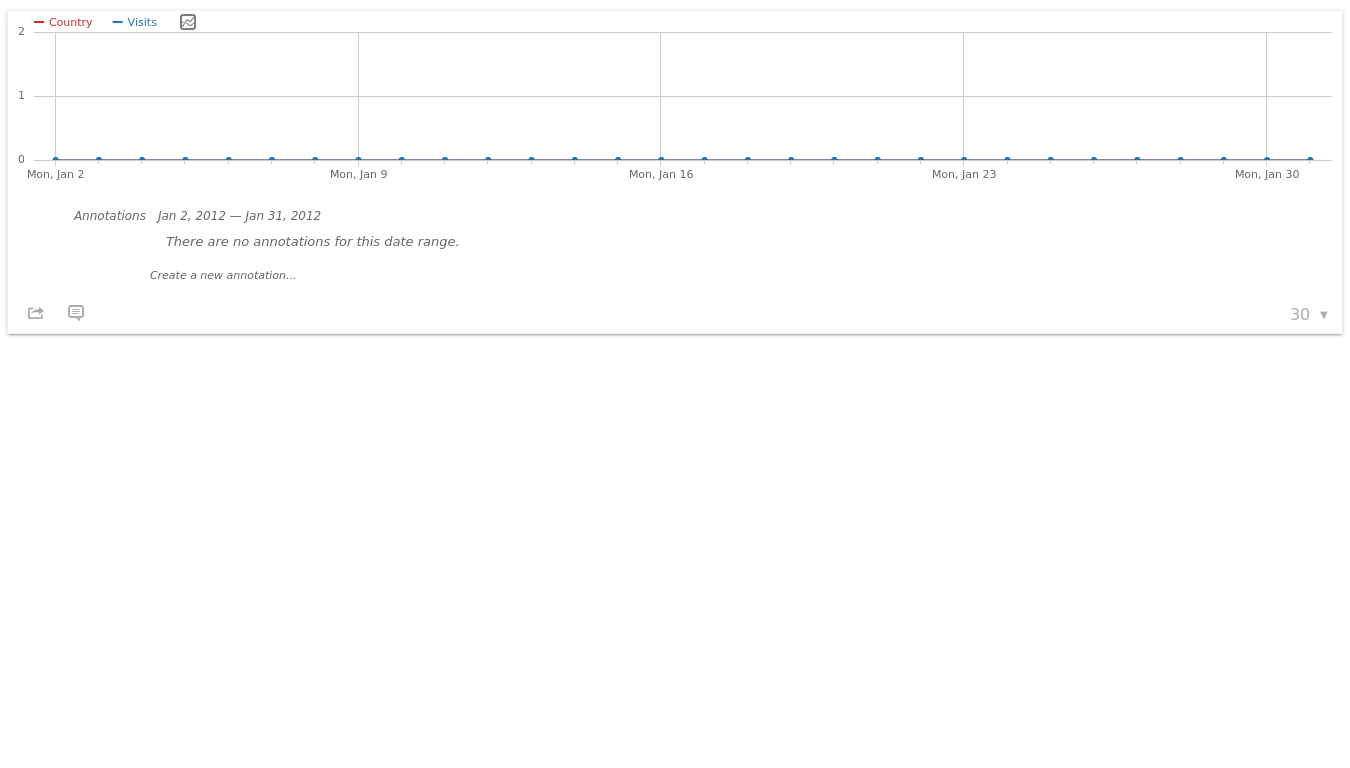 Country Visits
2
1
0
Mon, Jan 2 Mon, Jan 9 Mon, Jan 16 Mon, Jan 23 Mon, Jan 30
Annotations Jan 2, 2012 — Jan 31, 2012
There are no annotations for this date range.
Create a new annotation...
30 ▼